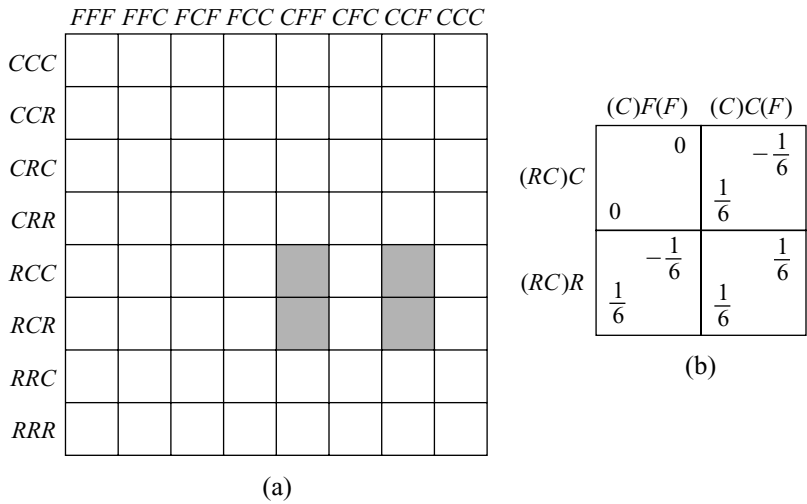 FFF FFC FCF FCC CFF CFC CCF CCC
CCC
CCR
CRC
CRR
RCC
RCR
RRC
RRR
(a)
(C)F(F) (C)C(F)
(RC)C
0
0
-1/6
1/6
(RC)R
-1/6
1/6
1/6
1/6
(b)